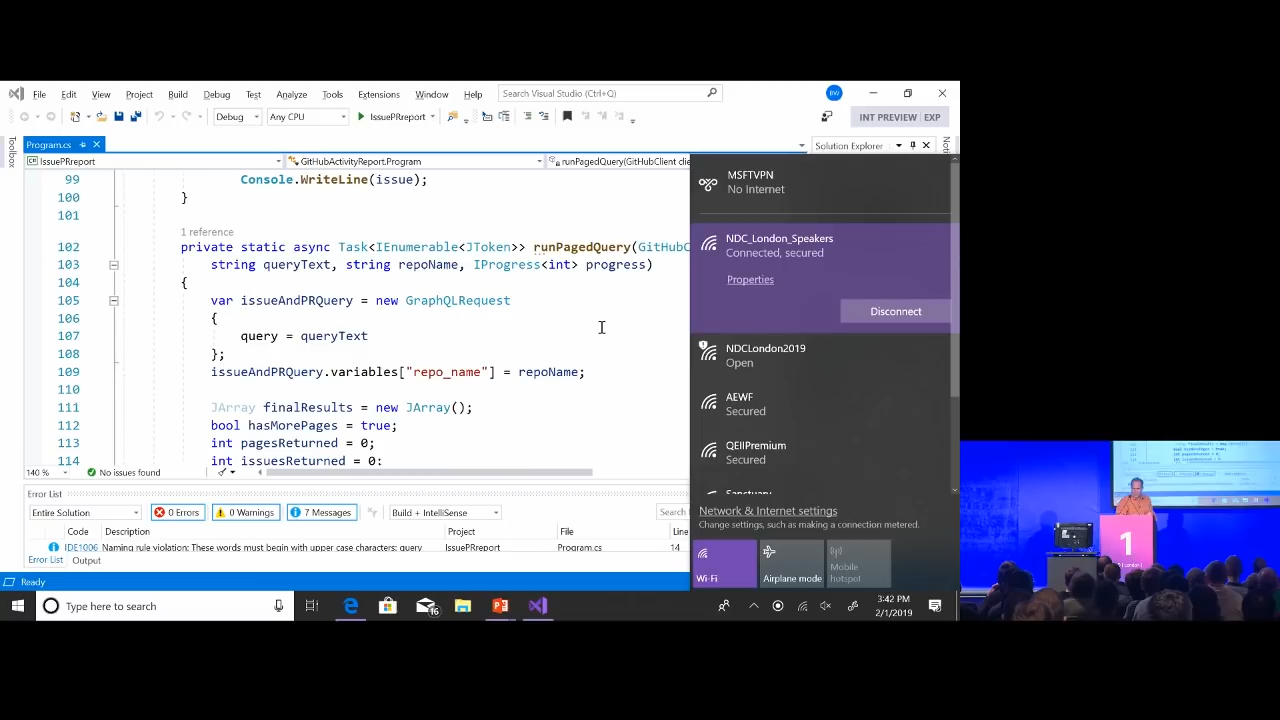 File Edit View Project Build Debug Test Analyze Tools Extensions Window Help Search Visual Studio (Ctrl+Q) BW
Debug Any CPU IssuePRreport INT PREVIEW EXP
Toolbox
Program.cs Solution Explorer
IssuePRreport GitHubActivityReport.Program runPagedQuery(GitHubClient clie
99 Console.WriteLine(issue);
100 }
101
1 reference
102 private static async Task<IEnumerable<JToken>> runPagedQuery(GitHubC
103 string queryText, string repoName, IProgress<int> progress)
104 {
105 var issueAndPRQuery = new GraphQLRequest
106 {
107 query = queryText
108 };
109 issueAndPRQuery.variables["repo_name"] = repoName;
110
111 JArray finalResults = new JArray();
112 bool hasMorePages = true;
113 int pagesReturned = 0;
114 int issuesReturned = 0;
140 % No issues found
Error List
Entire Solution 0 Errors 0 Warnings 7 Messages Build + IntelliSense Search
Code Description Project File Line
IDE1006 Naming rule violation: These words must begin with upper case characters: query IssuePRreport Program.cs 14
Error List Output
Ready
MSFTVPN
No Internet
NDC_London_Speakers
Connected, secured
Properties
Disconnect
NDCLondon2019
Open
AEWF
Secured
QEIIPremium
Secured
Sanctuary
Network & Internet settings
Change settings, such as making a connection metered.
Wi-Fi
Airplane mode
Mobile
hotspot
Type here to search
16
3:42 PM
2/1/2019
1